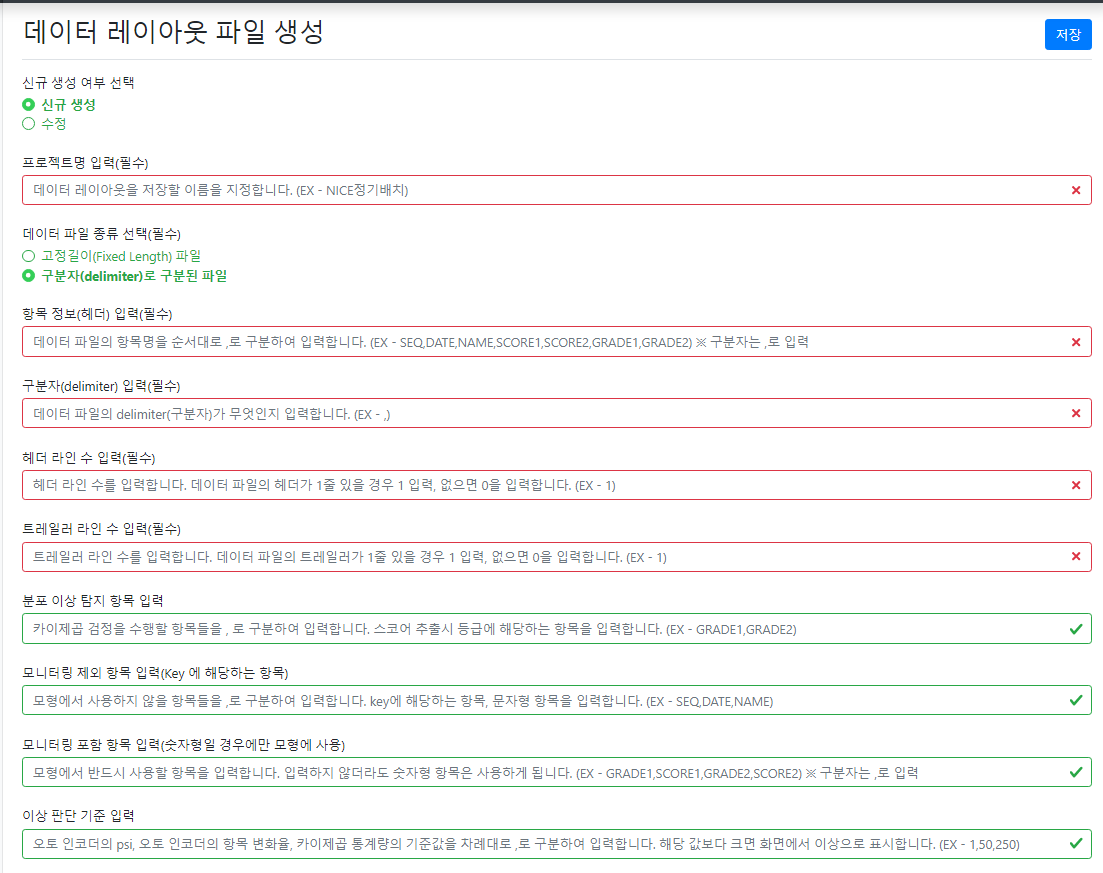 데이터 레이아웃 파일 생성
저장
신규 생성 여부 선택
신규 생성
수정
프로젝트명 입력(필수)
데이터 레이아웃을 저장할 이름을 지정합니다. (EX - NICE정기배치)
데이터 파일 종류 선택(필수)
고정길이(Fixed Length) 파일
구분자(delimiter)로 구분된 파일
항목 정보(헤더) 입력(필수)
데이터 파일의 항목명을 순서대로 ,로 구분하여 입력합니다. (EX - SEQ,DATE,NAME,SCORE1,SCORE2,GRADE1,GRADE2) ※ 구분자는 ,로 입력
구분자(delimiter) 입력(필수)
데이터 파일의 delimiter(구분자)가 무엇인지 입력합니다. (EX - ,)
헤더 라인 수 입력(필수)
헤더 라인 수를 입력합니다. 데이터 파일의 헤더가 1줄 있을 경우 1 입력, 없으면 0을 입력합니다. (EX - 1)
트레일러 라인 수 입력(필수)
트레일러 라인 수를 입력합니다. 데이터 파일의 트레일러가 1줄 있을 경우 1 입력, 없으면 0을 입력합니다. (EX - 1)
분포 이상 탐지 항목 입력
카이제곱 검정을 수행할 항목들을 , 로 구분하여 입력합니다. 스코어 추출시 등급에 해당하는 항목을 입력합니다. (EX - GRADE1,GRADE2)
모니터링 제외 항목 입력(Key 에 해당하는 항목)
모형에서 사용하지 않을 항목들을 ,로 구분하여 입력합니다. key에 해당하는 항목, 문자형 항목을 입력합니다. (EX - SEQ,DATE,NAME)
모니터링 포함 항목 입력(숫자형일 경우에만 모형에 사용)
모형에서 반드시 사용할 항목을 입력합니다. 입력하지 않더라도 숫자형 항목은 사용하게 됩니다. (EX - GRADE1,SCORE1,GRADE2,SCORE2) ※ 구분자는 ,로 입력
이상 판단 기준 입력
오토 인코더의 psi, 오토 인코더의 항목 변화율, 카이제곱 통계량의 기준값을 차례대로 ,로 구분하여 입력합니다. 해당 값보다 크면 화면에서 이상으로 표시합니다. (EX - 1,50,250)